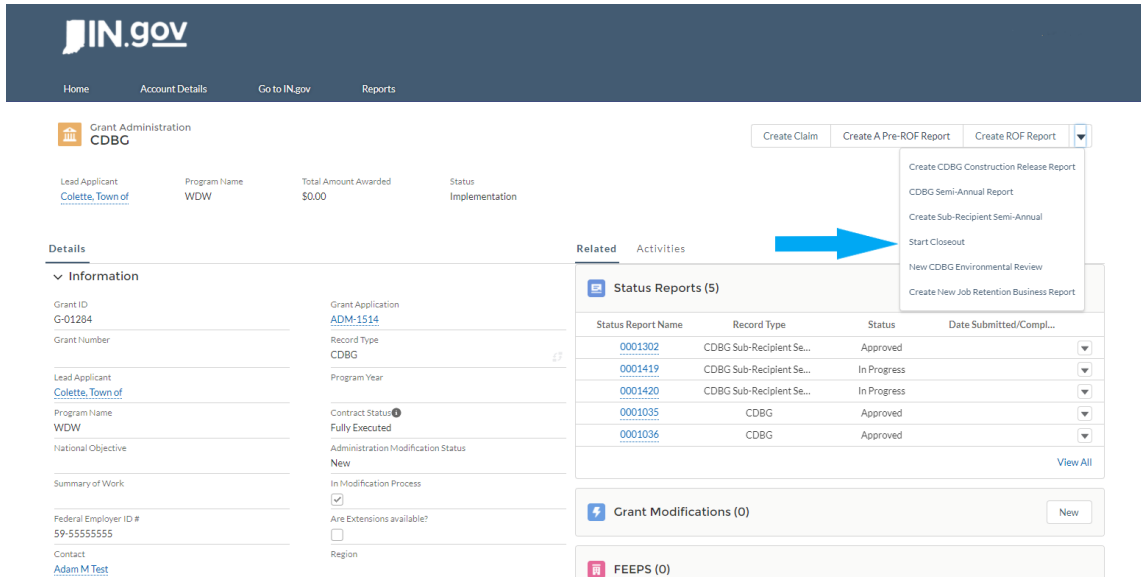 IN.gov
Home Account Details Go to IN.gov Reports
Grant Administration
CDBG
Create Claim Create A Pre-ROF Report Create ROF Report
Create CDBG Construction Release Report
CDBG Semi-Annual Report
Create Sub-Recipient Semi-Annual
Start Closeout
New CDBG Environmental Review
Create New Job Retention Business Report
Lead Applicant Program Name Total Amount Awarded Status
Colette, Town of WDW $0.00 Implementation
Details
Information
Grant ID Grant Application
G-01284 ADM-1514
Grant Number Record Type
CDBG
Lead Applicant Program Year
Colette, Town of
Program Name Contract Status
WDW Fully Executed
National Objective Administration Modification Status
New
Summary of Work In Modification Process
Federal Employer ID # Are Extensions available?
59-55555555
Contact Region
Adam M Test
Related Activities
Status Reports (5)
Status Report Name Record Type Status Date Submitted/Compl...
0001302 CDBG Sub-Recipient Se... Approved
0001419 CDBG Sub-Recipient Se... In Progress
0001420 CDBG Sub-Recipient Se... In Progress
0001035 CDBG Approved
0001036 CDBG Approved
View All
Grant Modifications (0) New
FEEPS (0)